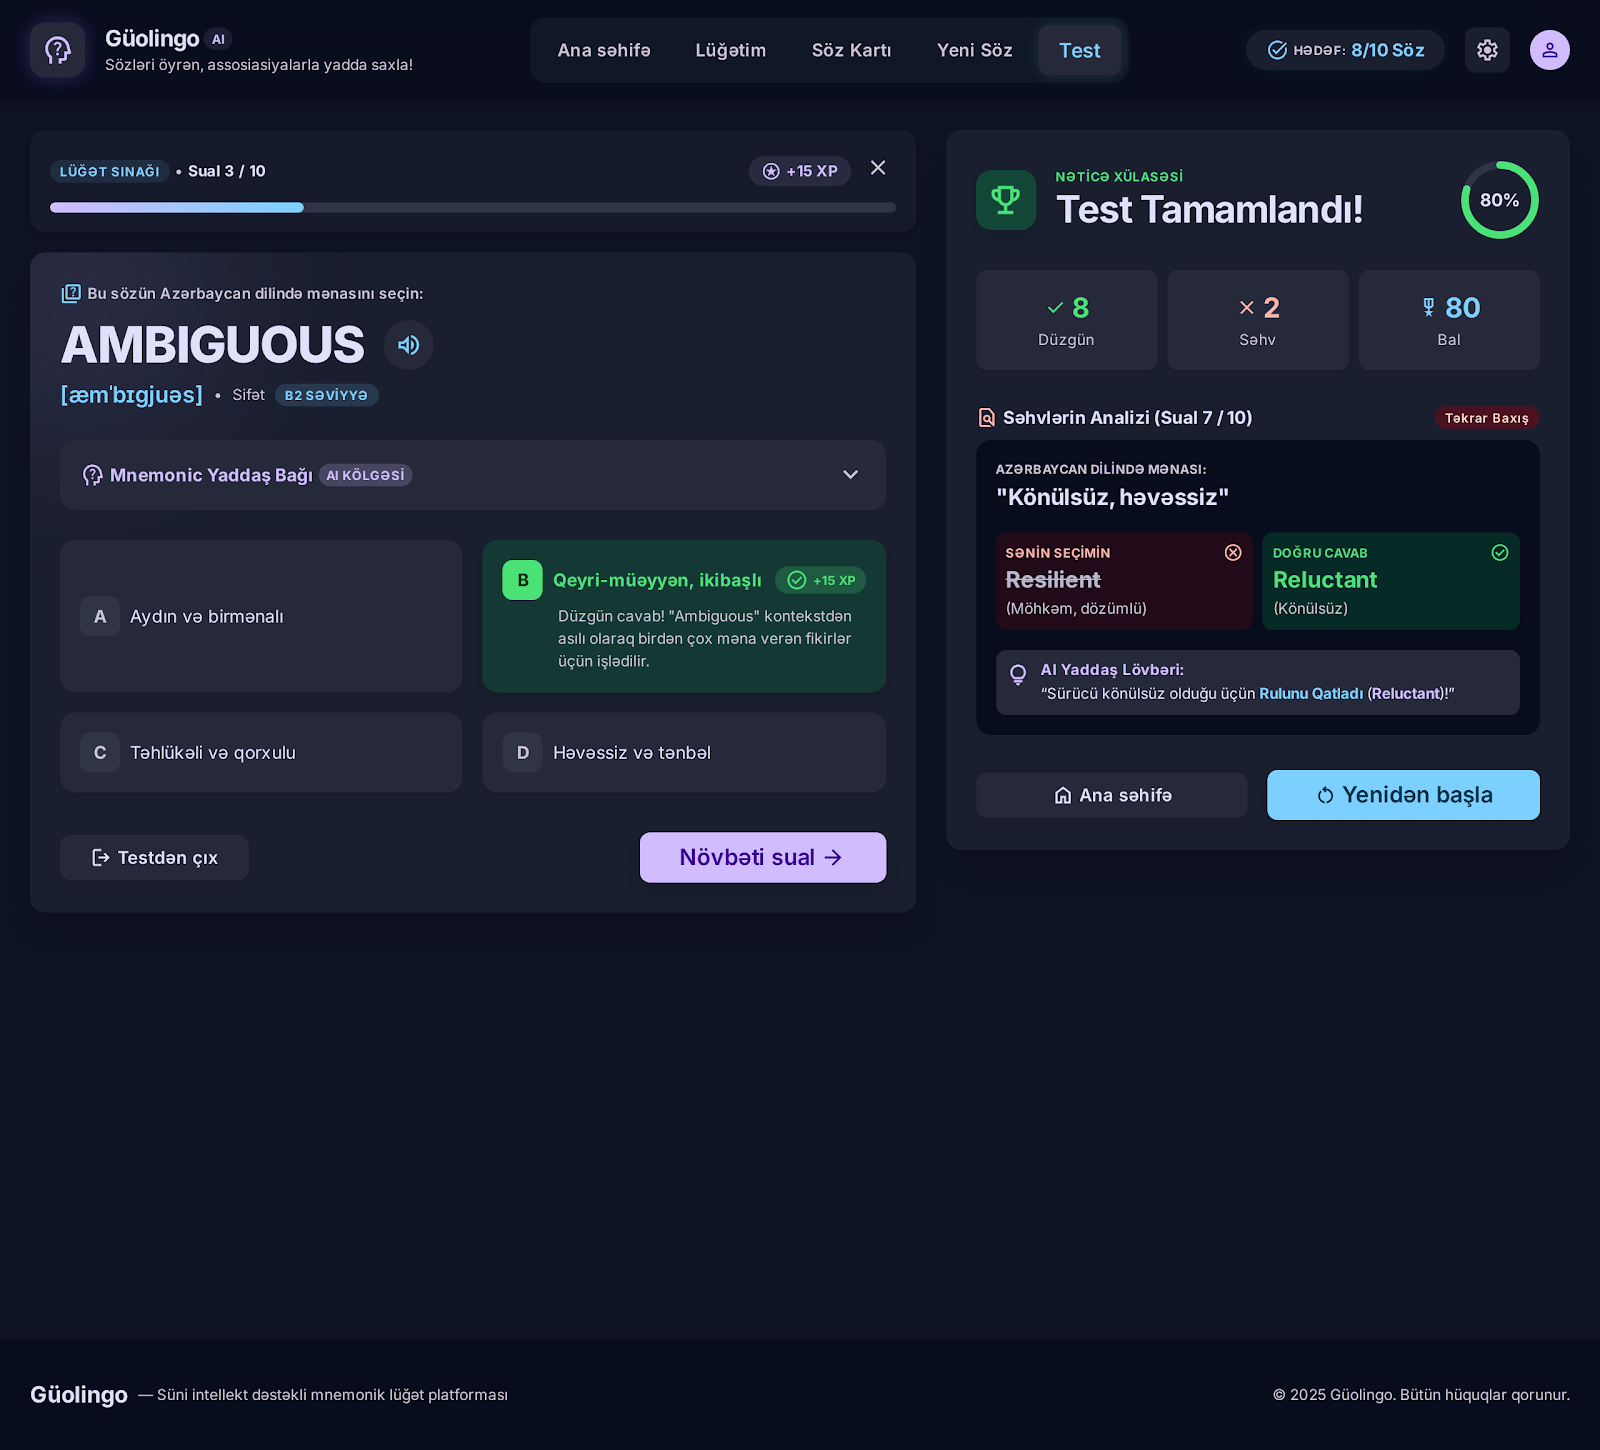 Güolingo AI
Sözləri öyrən, assosiasiyalarla yadda saxla!
Ana səhifə
Lüğətim
Söz Kartı
Yeni Söz
Test
HƏDƏF: 8/10 Söz
LÜĞƏT SINAĞI • Sual 3 / 10
+15 XP
Bu sözün Azərbaycan dilində mənasını seçin:
AMBIGUOUS
[æmˈbɪɡjuəs] • Sifət B2 SƏVİYYƏ
Mnemonic Yaddaş Bağı AI KÖLGƏSİ
A Aydın və birmənalı
B Qeyri-müəyyən, ikibaşlı +15 XP
Düzgün cavab! "Ambiguous" kontekstdən
asılı olaraq birdən çox məna verən fikirlər
üçün işlədilir.
C Təhlükəli və qorxulu
D Həvəssiz və tənbəl
Testdən çıx
Növbəti sual →
NƏTİCƏ XÜLASƏSİ
Test Tamamlandı!
80%
8
Düzgün
2
Səhv
80
Bal
Səhvlərin Analizi (Sual 7 / 10)
Təkrar Baxış
AZƏRBAYCAN DİLİNDƏ MƏNASI:
"Könülsüz, həvəssiz"
SƏNİN SEÇİMİN
Resilient
(Möhkəm, dözümlü)
DOĞRU CAVAB
Reluctant
(Könülsüz)
AI Yaddaş Lövbəri:
“Sürücü könülsüz olduğu üçün Rulunu Qatladı (Reluctant)!”
Ana səhifə
Yenidən başla
Güolingo — Süni intellekt dəstəkli mnemonik lüğət platforması
© 2025 Güolingo. Bütün hüquqlar qorunur.